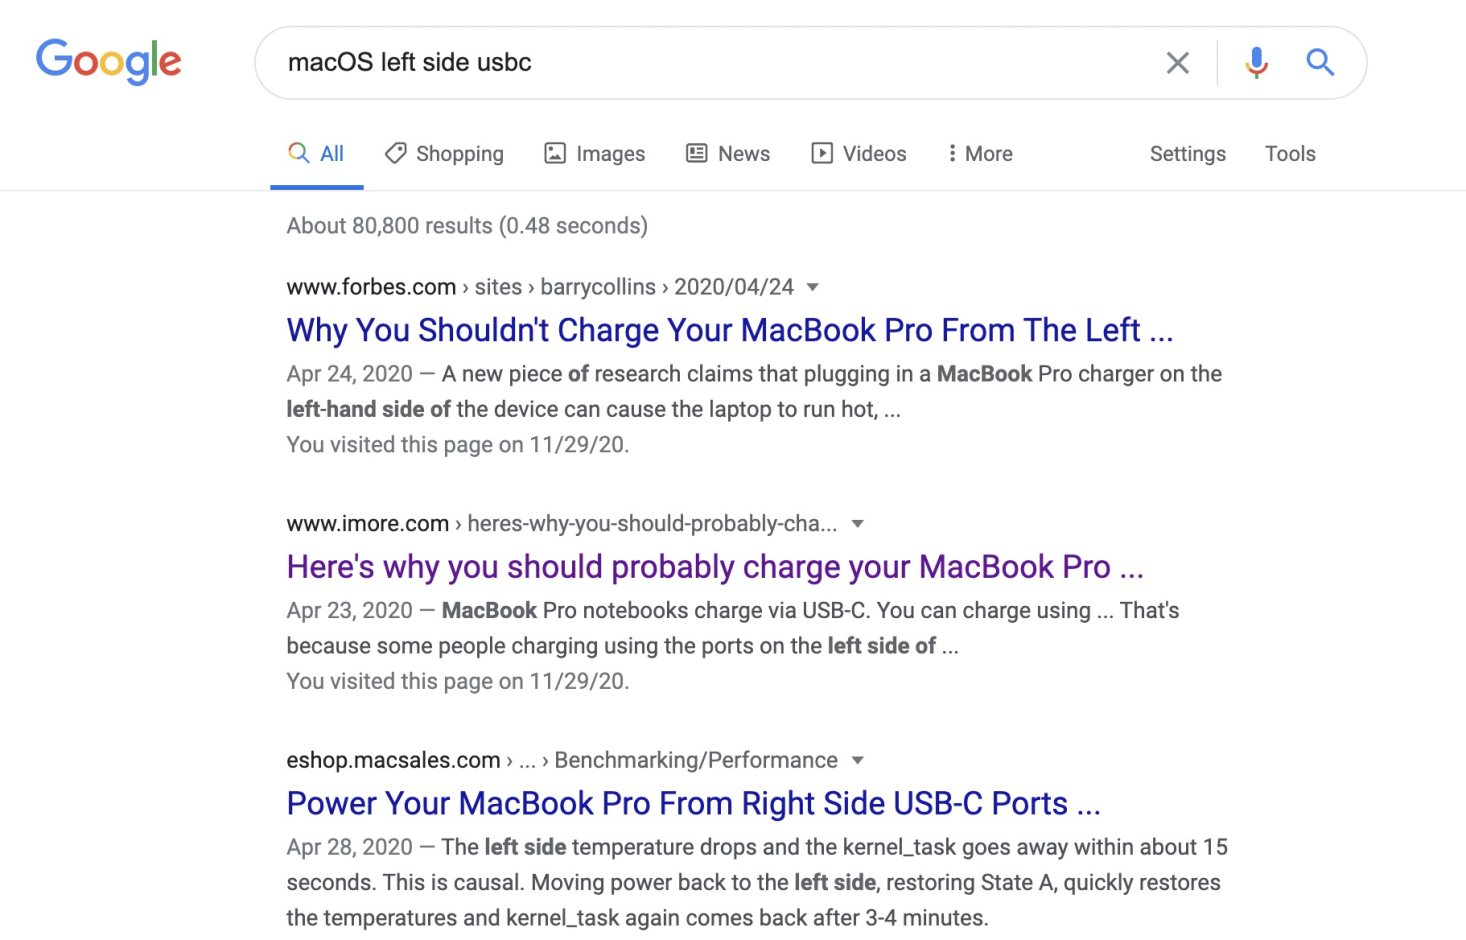 Google
macOS left side usbc
All Shopping Images News Videos More Settings Tools
About 80,800 results (0.48 seconds)
www.forbes.com › sites › barrycollins › 2020/04/24
Why You Shouldn't Charge Your MacBook Pro From The Left ...
Apr 24, 2020 — A new piece of research claims that plugging in a MacBook Pro charger on the
left-hand side of the device can cause the laptop to run hot, ...
You visited this page on 11/29/20.
www.imore.com › heres-why-you-should-probably-cha...
Here's why you should probably charge your MacBook Pro ...
Apr 23, 2020 — MacBook Pro notebooks charge via USB-C. You can charge using ... That's
because some people charging using the ports on the left side of ...
You visited this page on 11/29/20.
eshop.macsales.com › ... › Benchmarking/Performance
Power Your MacBook Pro From Right Side USB-C Ports ...
Apr 28, 2020 — The left side temperature drops and the kernel_task goes away within about 15
seconds. This is causal. Moving power back to the left side, restoring State A, quickly restores
the temperatures and kernel_task again comes back after 3-4 minutes.